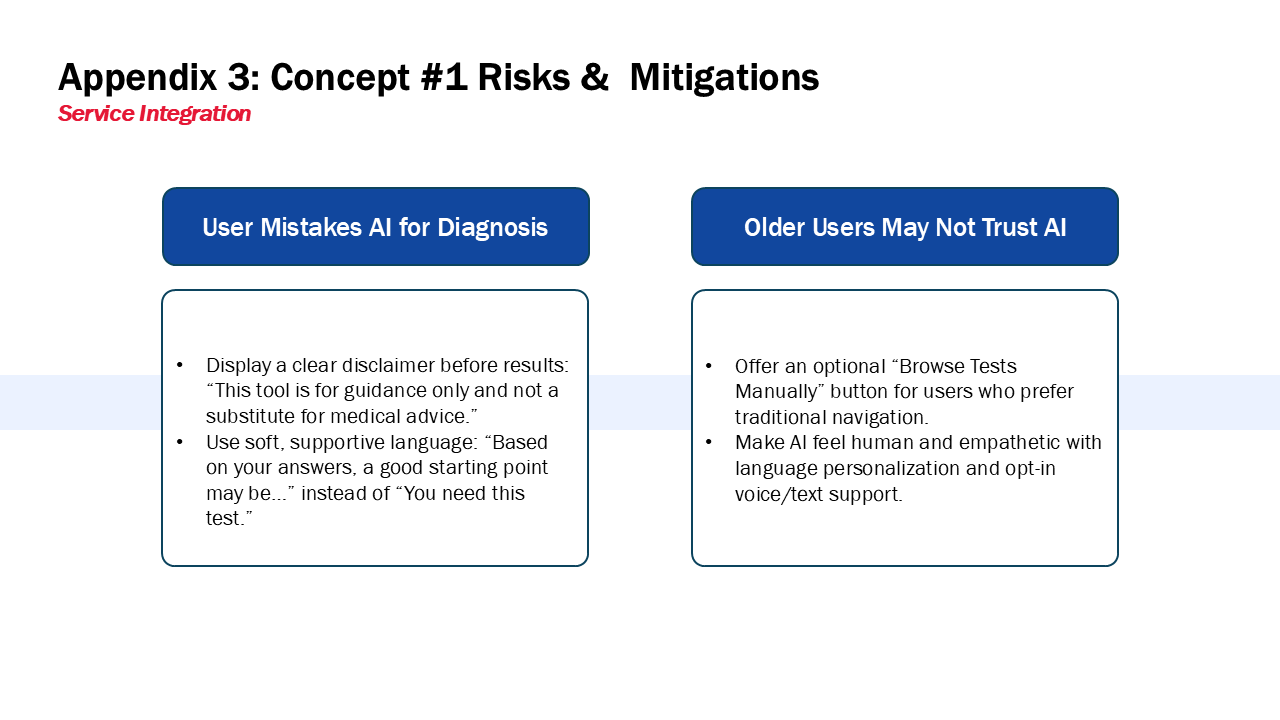 Appendix 3: Concept #1 Risks &  Mitigations
Service Integration
User Mistakes AI for Diagnosis
• Display a clear disclaimer before results:
“This tool is for guidance only and not a
substitute for medical advice.”
• Use soft, supportive language: “Based
on your answers, a good starting point
may be…” instead of “You need this
test.”
Older Users May Not Trust AI
• Offer an optional “Browse Tests
Manually” button for users who prefer
traditional navigation.
• Make AI feel human and empathetic with
language personalization and opt-in
voice/text support.